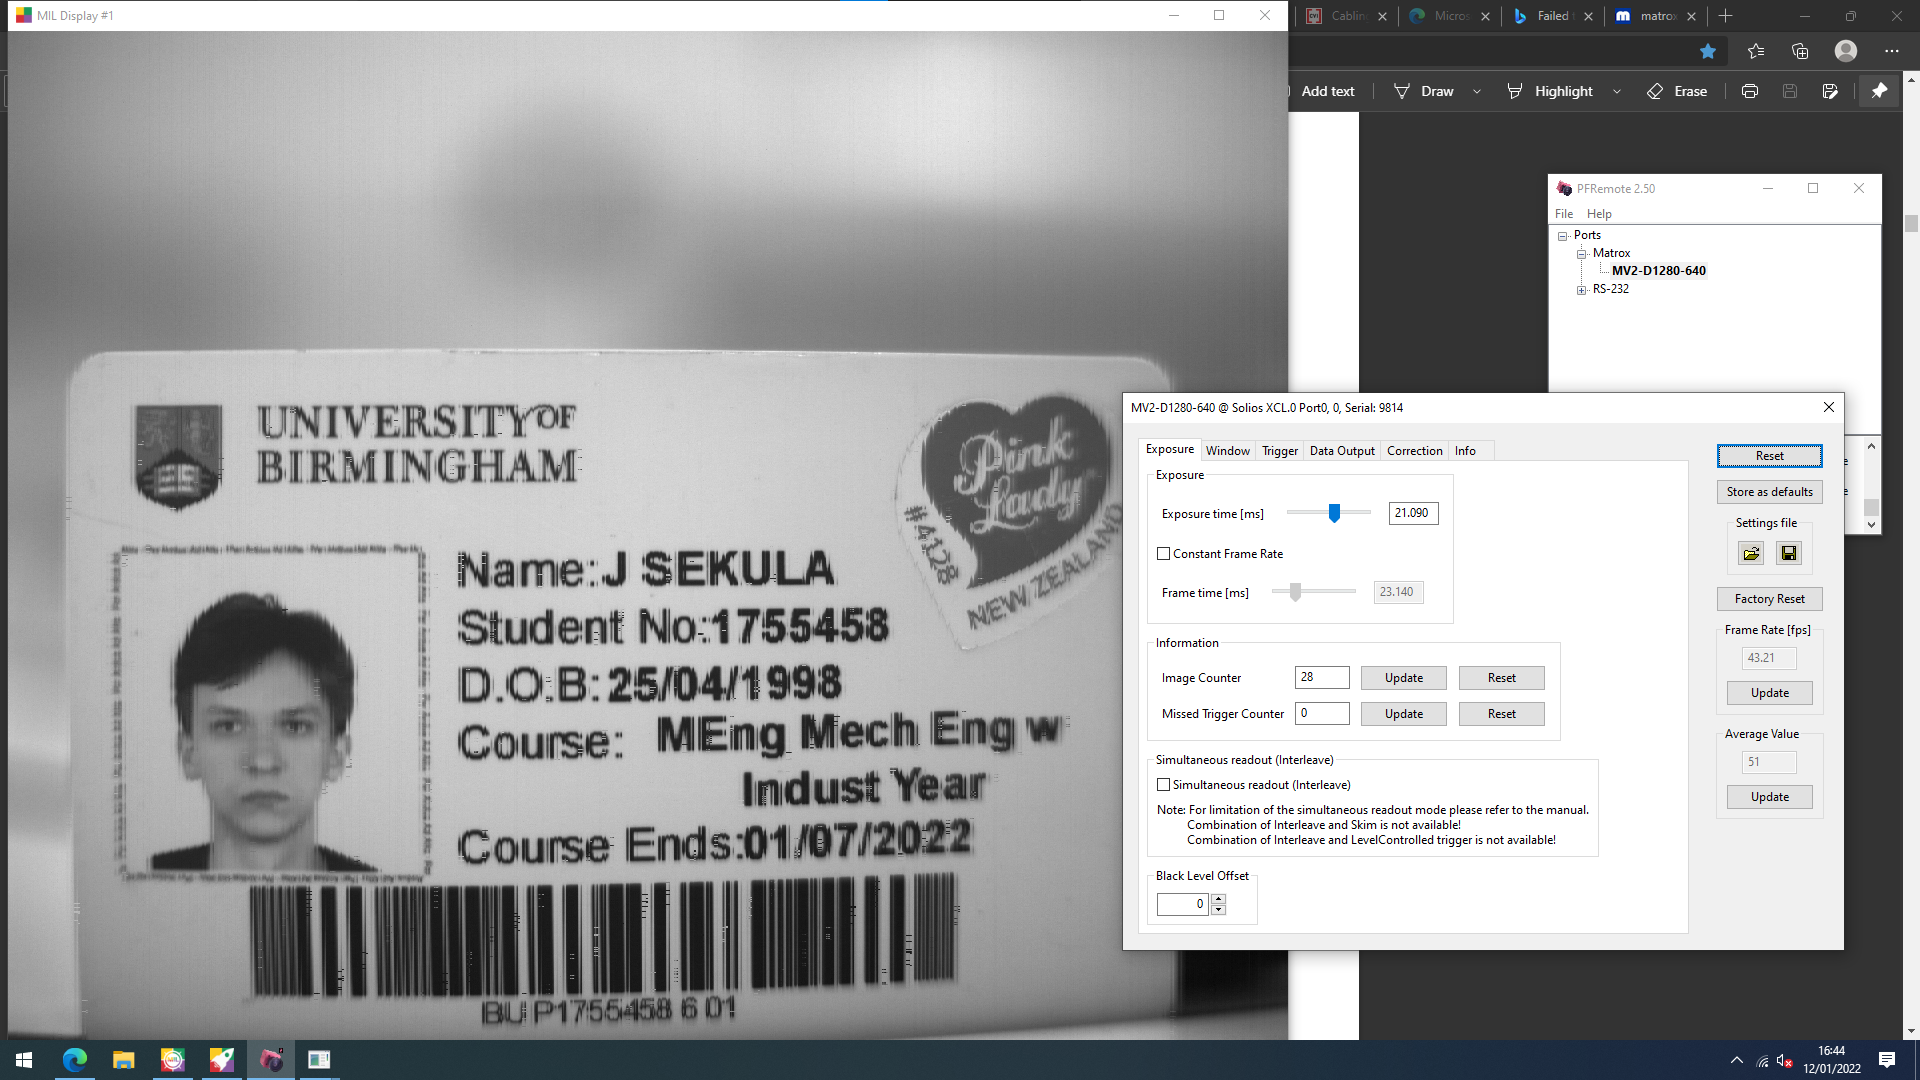 MIL Display #1
Cablin
Micros
Failed
matrox
Add text
Draw
Highlight
Erase
UNIVERSITY OF
BIRMINGHAM
Pink
Lady
#4128
NEW ZEALAND
Name: J SEKULA
Student No: 1755458
D.O.B: 25/04/1998
Course: MEng Mech Eng w
Indust Year
Course Ends: 01/07/2022
BU P1755458 6 01
PFRemote 2.50
File Help
Ports
Matrox
MV2-D1280-640
RS-232
MV2-D1280-640 @ Solios XCL.0 Port0, 0, Serial: 9814
Exposure Window Trigger Data Output Correction Info
Exposure
Exposure time [ms] 21.090
Constant Frame Rate
Frame time [ms] 23.140
Information
Image Counter 28 Update Reset
Missed Trigger Counter 0 Update Reset
Simultaneous readout (Interleave)
Simultaneous readout (Interleave)
Note: For limitation of the simultaneous readout mode please refer to the manual.
Combination of Interleave and Skim is not available!
Combination of Interleave and LevelControlled trigger is not available!
Black Level Offset
0
Reset
Store as defaults
Settings file
Factory Reset
Frame Rate [fps]
43.21
Update
Average Value
51
Update
16:44
12/01/2022